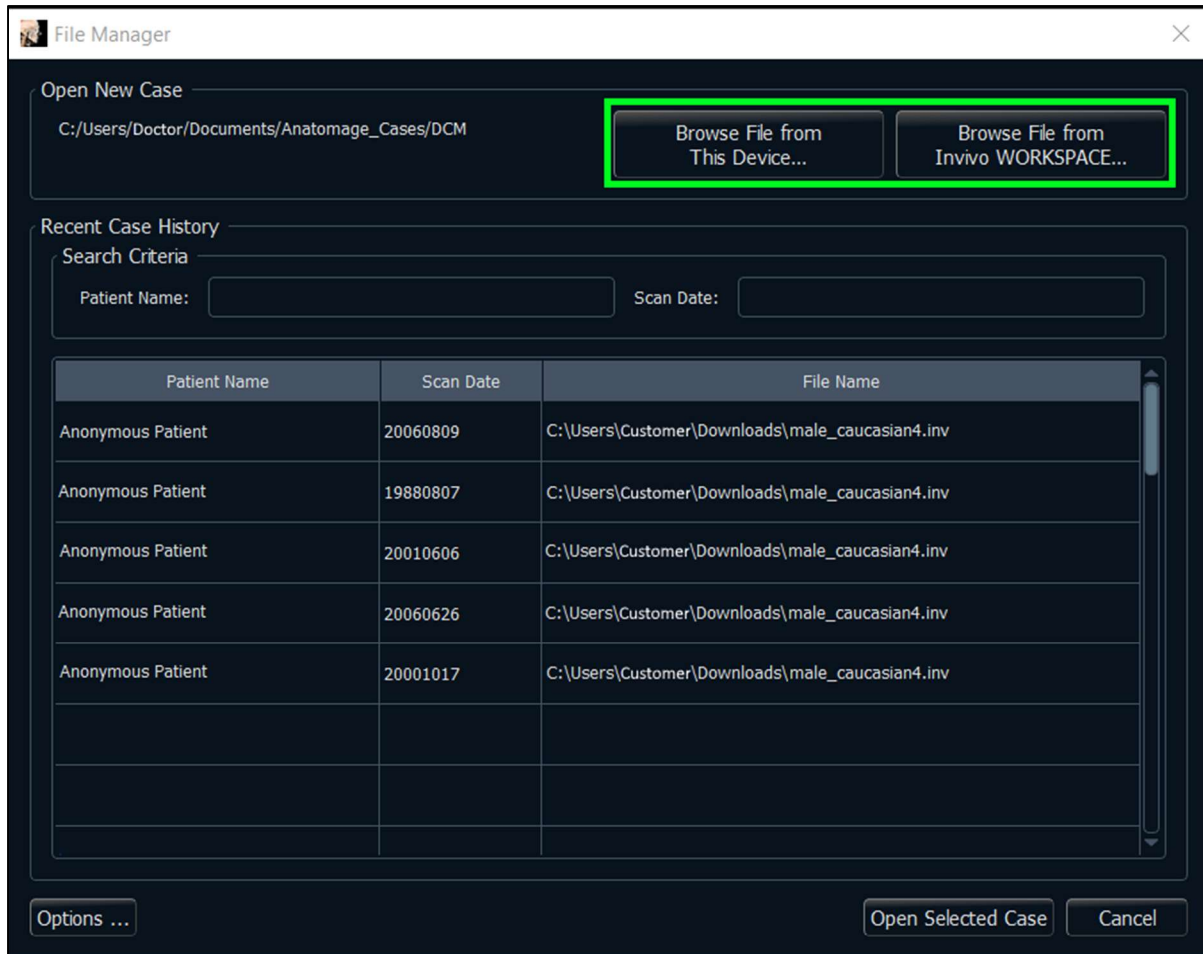 File Manager
Open New Case
C:/Users/Doctor/Documents/Anatomage_Cases/DCM
Browse File from
This Device...
Browse File from
Invivo WORKSPACE...
Recent Case History
Search Criteria
Patient Name:
Scan Date:
Patient Name Scan Date File Name
Anonymous Patient 20060809 C:\Users\Customer\Downloads\male_caucasian4.inv
Anonymous Patient 19880807 C:\Users\Customer\Downloads\male_caucasian4.inv
Anonymous Patient 20010606 C:\Users\Customer\Downloads\male_caucasian4.inv
Anonymous Patient 20060626 C:\Users\Customer\Downloads\male_caucasian4.inv
Anonymous Patient 20001017 C:\Users\Customer\Downloads\male_caucasian4.inv
Options ...
Open Selected Case
Cancel